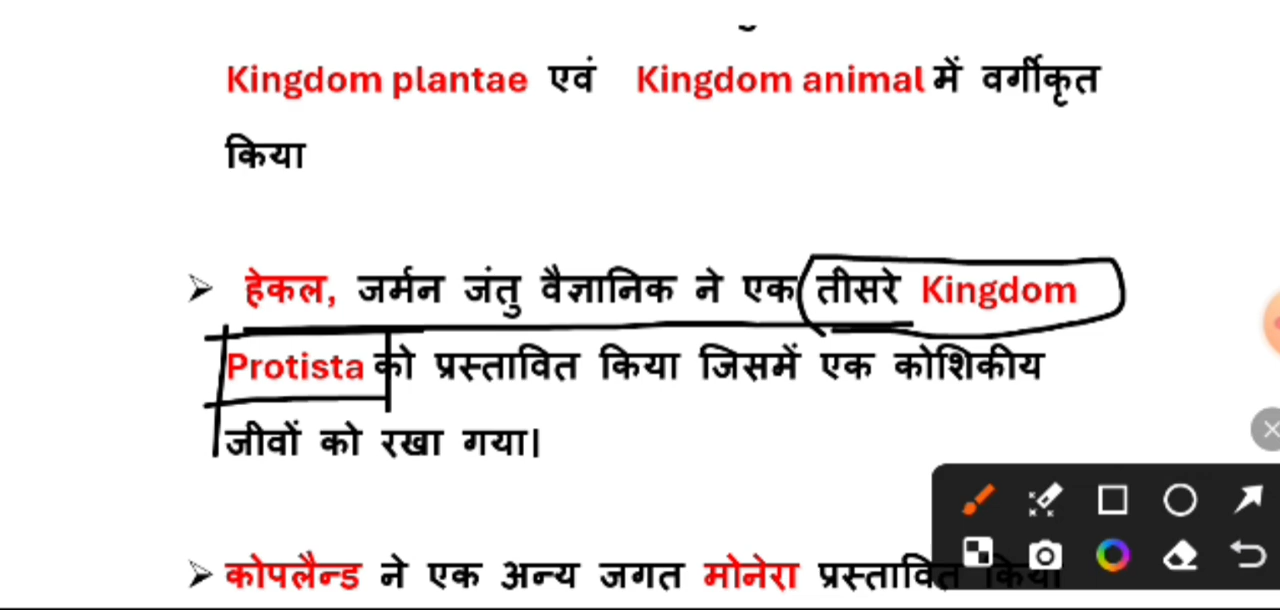 Kingdom plantae एवं Kingdom animal में वर्गीकृत
किया
➢ हेकल, जर्मन जंतु वैज्ञानिक ने एक तीसरे Kingdom
Protista को प्रस्तावित किया जिसमें एक कोशिकीय
जीवों को रखा गया।
➢ कोपलैन्ड ने एक अन्य जगत मोनेरा प्रस्तावित किया